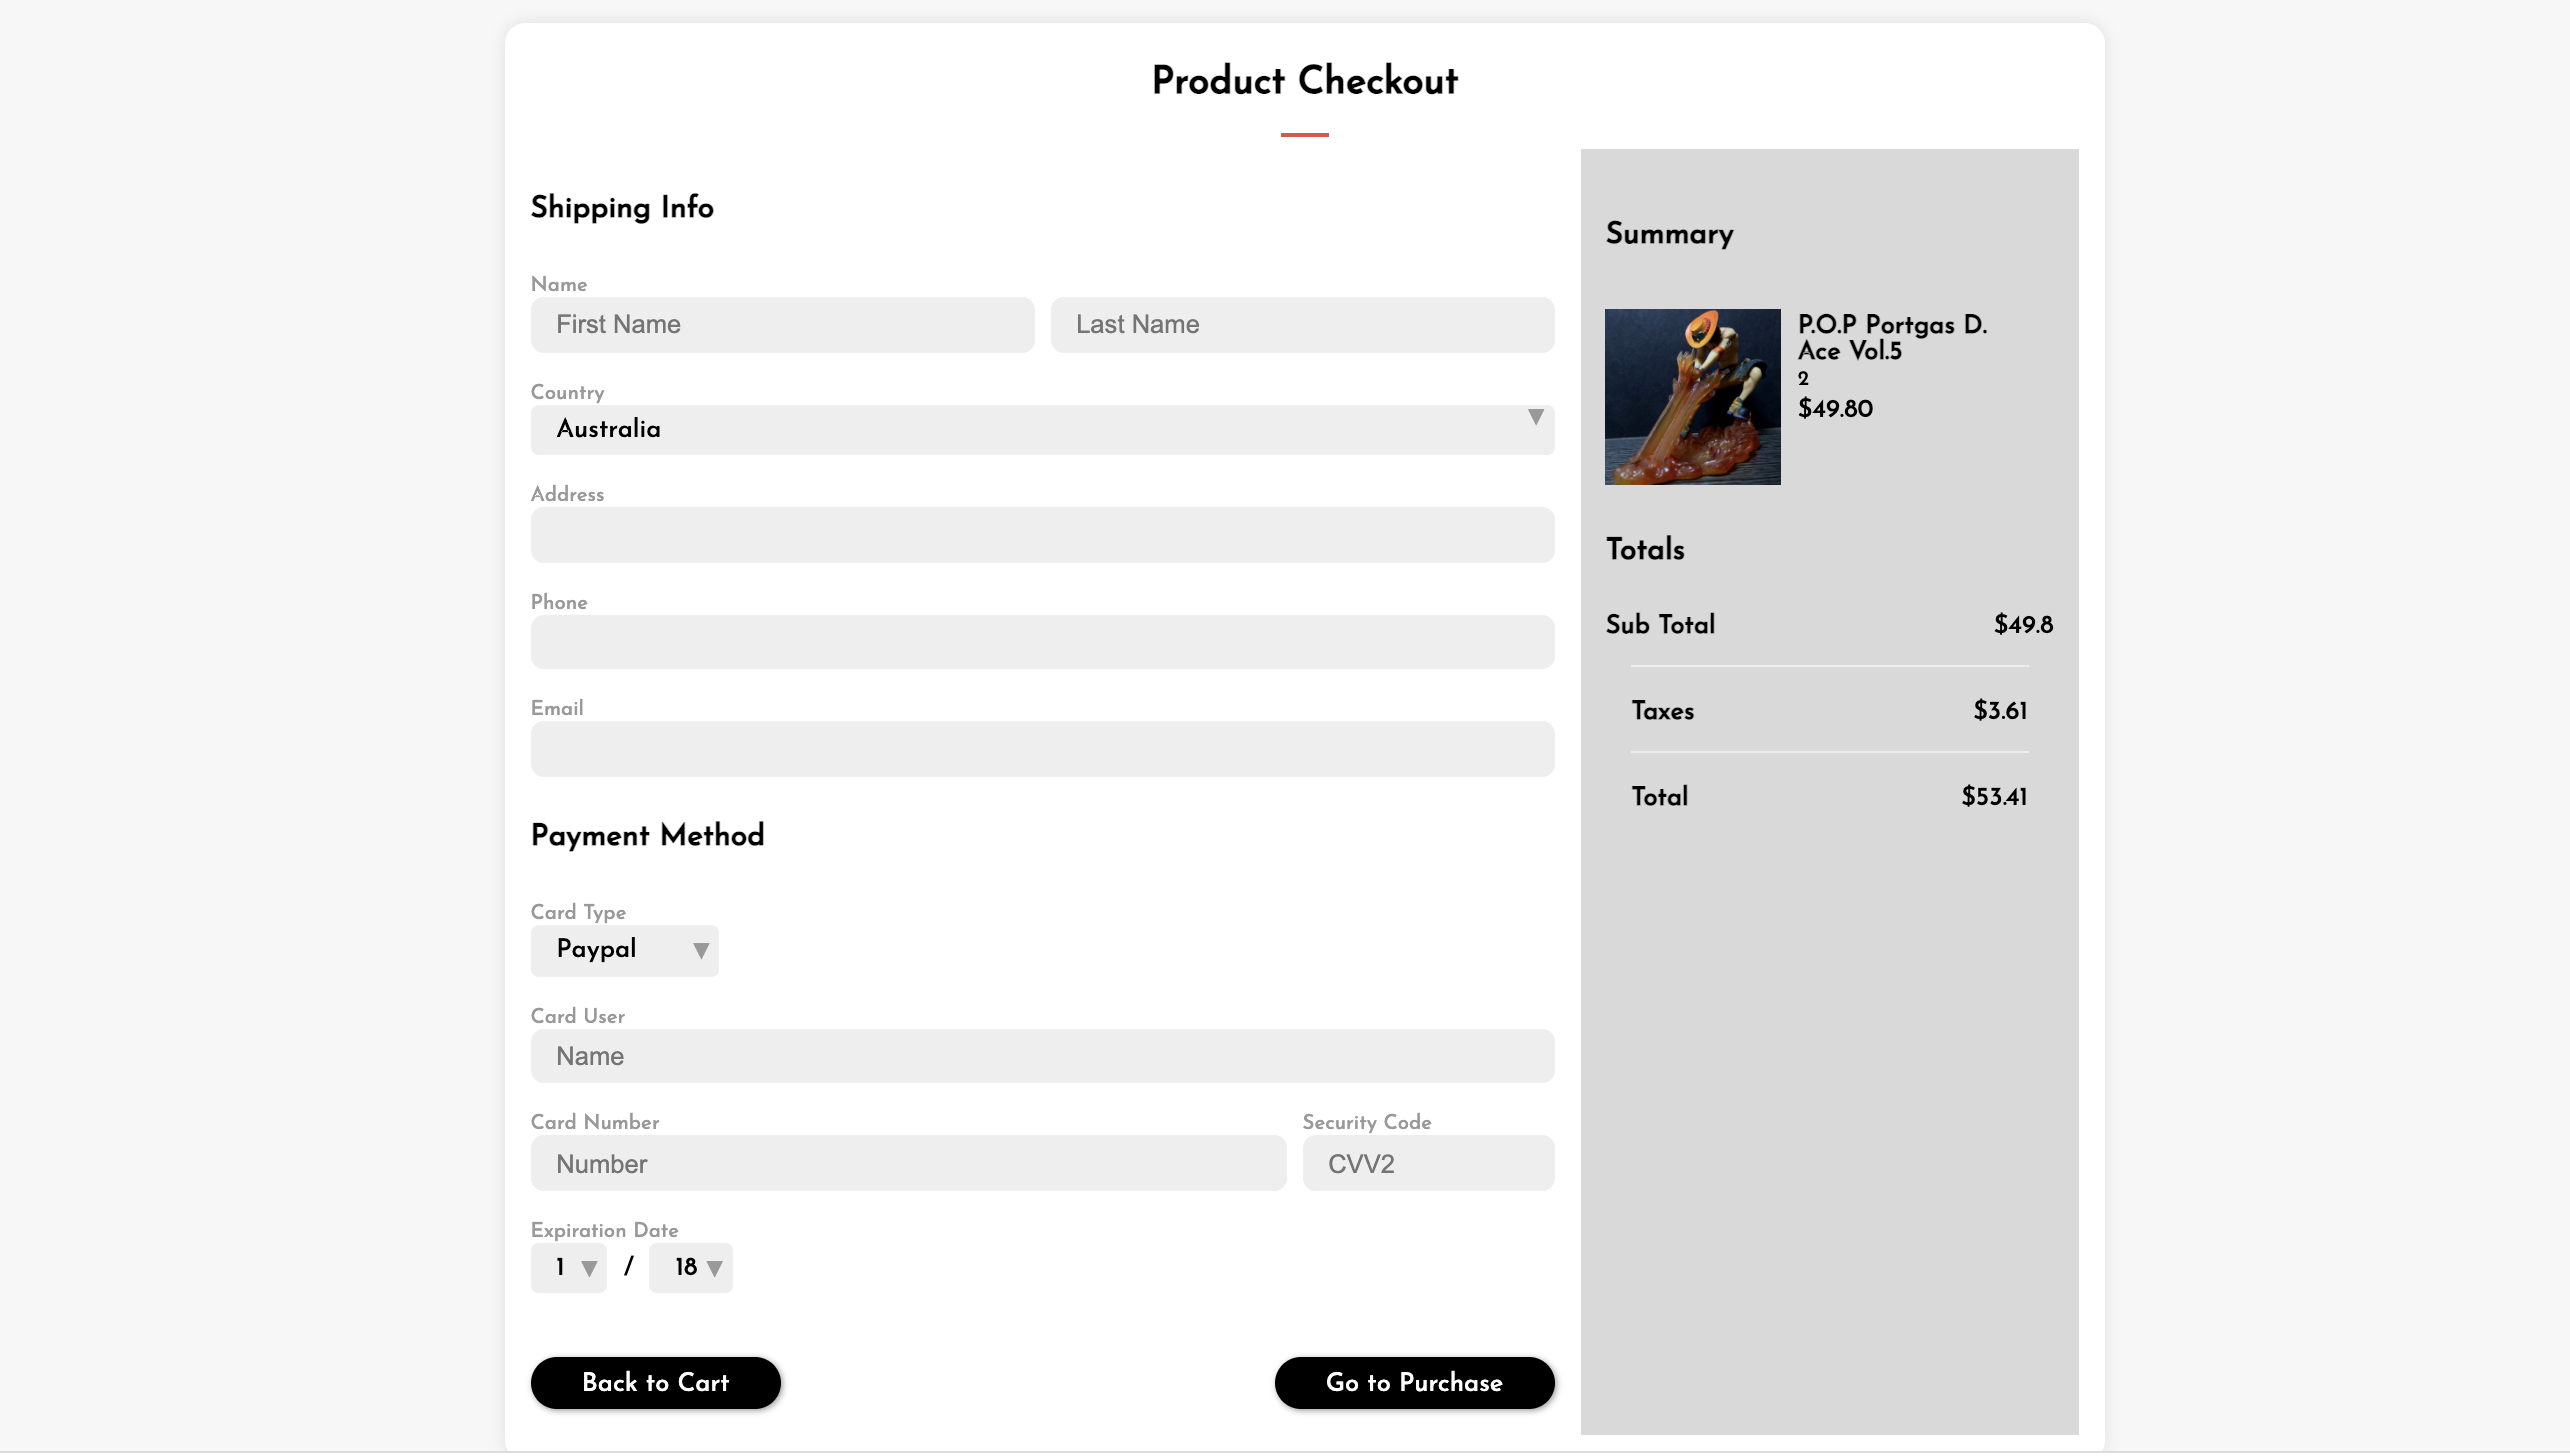 Product Checkout
Shipping Info
Name
First Name
Last Name
Country
Australia
Address
Phone
Email
Payment Method
Card Type
Paypal
Card User
Name
Card Number
Security Code
Number
CVV2
Expiration Date
1 / 18
Back to Cart
Go to Purchase
Summary
P.O.P Portgas D.
Ace Vol.5
2
$49.80
Totals
Sub Total $49.8
Taxes $3.61
Total $53.41